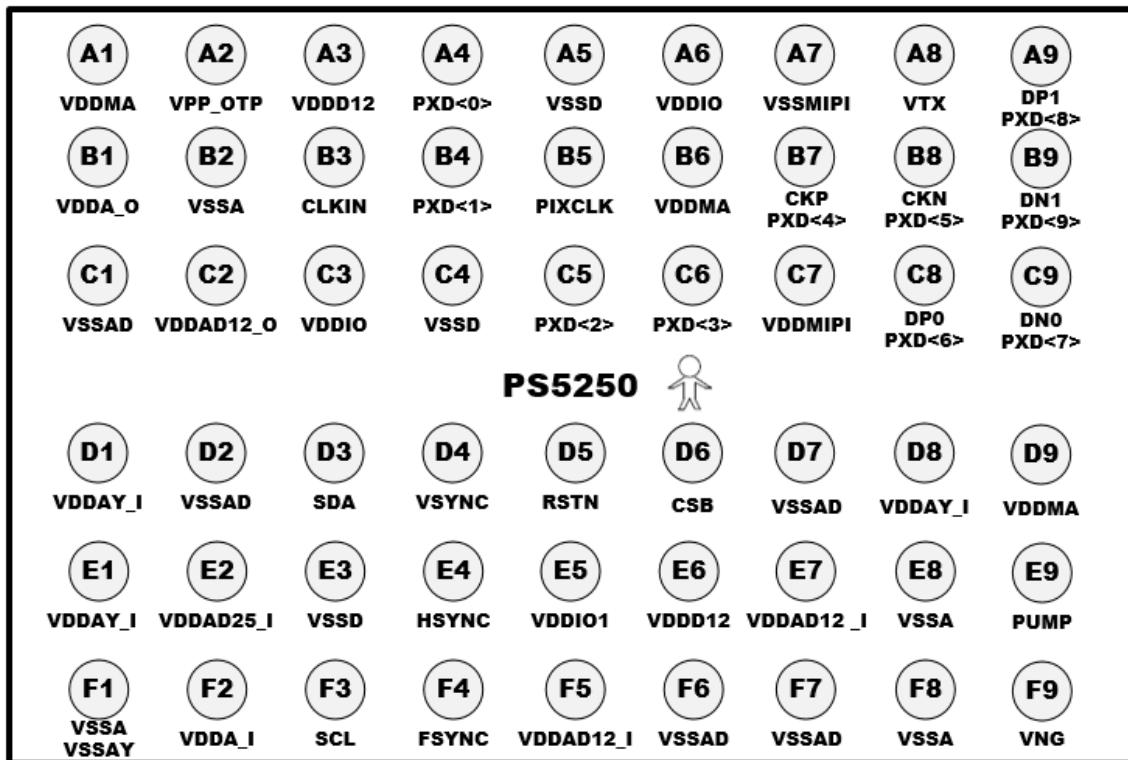 A1 A2 A3 A4 A5 A6 A7 A8 A9
VDDMA VPP_OTP VDDD12 PXD<0> VSSD VDDIO VSSMIPI VTX DP1
PXD<8>
B1 B2 B3 B4 B5 B6 B7 B8 B9
VDDA_O VSSA CLKIN PXD<1> PIXCLK VDDMA CKP CKN DN1
PXD<4> PXD<5> PXD<9>
C1 C2 C3 C4 C5 C6 C7 C8 C9
VSSAD VDDAD12_O VDDIO VSSD PXD<2> PXD<3> VDDMIPI DP0 DN0
PXD<6> PXD<7>
PS5250
D1 D2 D3 D4 D5 D6 D7 D8 D9
VDDAY_I VSSAD SDA VSYNC RSTN CSB VSSAD VDDAY_I VDDMA
E1 E2 E3 E4 E5 E6 E7 E8 E9
VDDAY_I VDDAD25_I VSSD HSYNC VDDIO1 VDDD12 VDDAD12 _I VSSA PUMP
F1 F2 F3 F4 F5 F6 F7 F8 F9
VSSA VDDA_I SCL FSYNC VDDAD12_I VSSAD VSSAD VSSA VNG
VSSAY